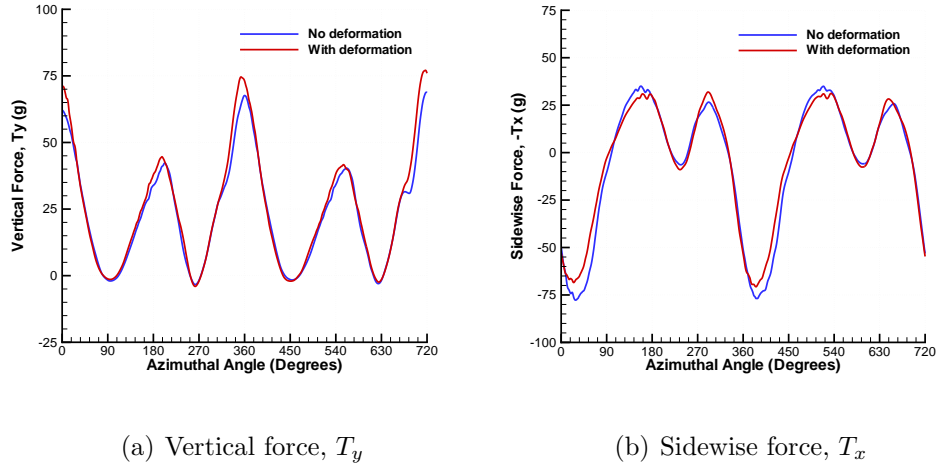 No deformation
With deformation
Vertical Force, Ty (g)
100
75
50
25
0
-25
0 90 180 270 360 450 540 630 720
Azimuthal Angle (Degrees)
No deformation
With deformation
Sidewise Force, -Tx (g)
75
50
25
0
-25
-50
-75
-100
0 90 180 270 360 450 540 630 720
Azimuthal Angle (Degrees)
(a) Vertical force, T_y
(b) Sidewise force, T_x